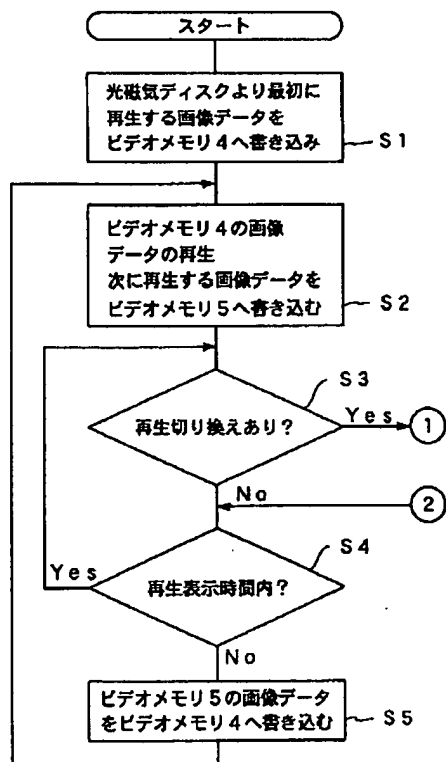 スタート
光磁気ディスクより最初に
再生する画像データを
ビデオメモリ4へ書き込み
S1
ビデオメモリ4の画像
データの再生
次に再生する画像データを
ビデオメモリ5へ書き込む
S2
S3
再生切り換えあり?
Yes
1
No
2
S4
Yes
再生表示時間内?
No
ビデオメモリ5の画像データ
をビデオメモリ4へ書き込む
S5